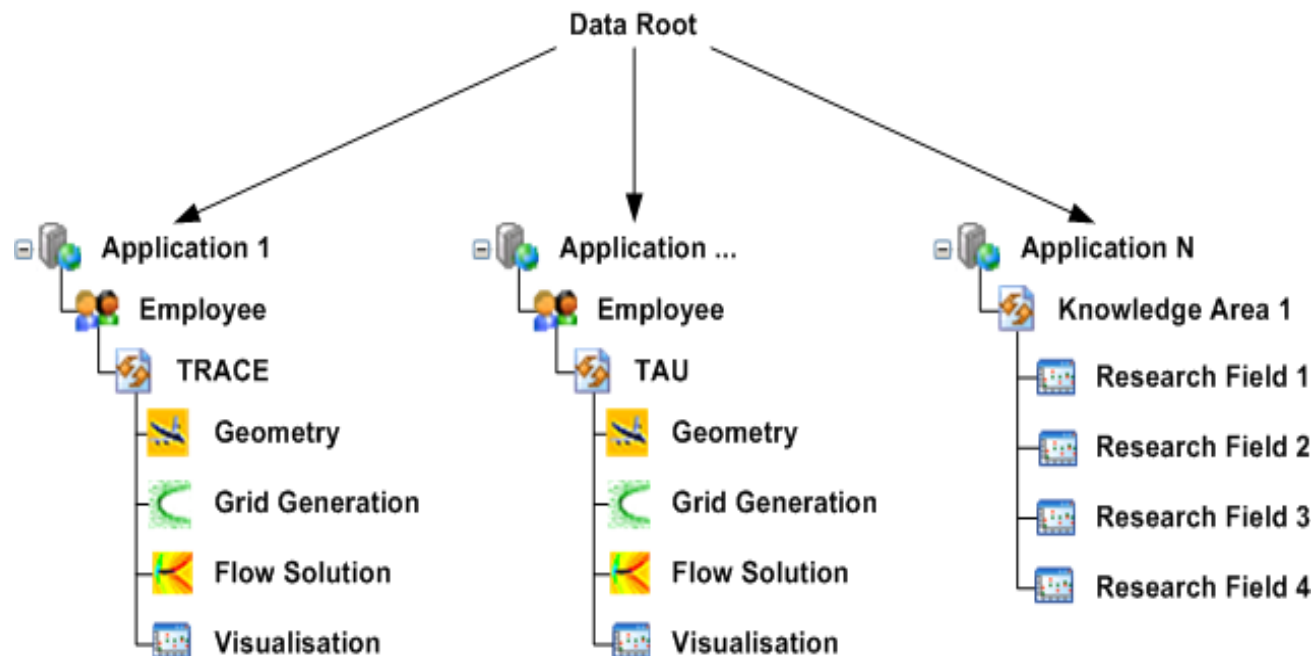 Data Root
Application 1
Employee
TRACE
Geometry
Grid Generation
Flow Solution
Visualisation
Application ...
Employee
TAU
Geometry
Grid Generation
Flow Solution
Visualisation
Application N
Knowledge Area 1
Research Field 1
Research Field 2
Research Field 3
Research Field 4